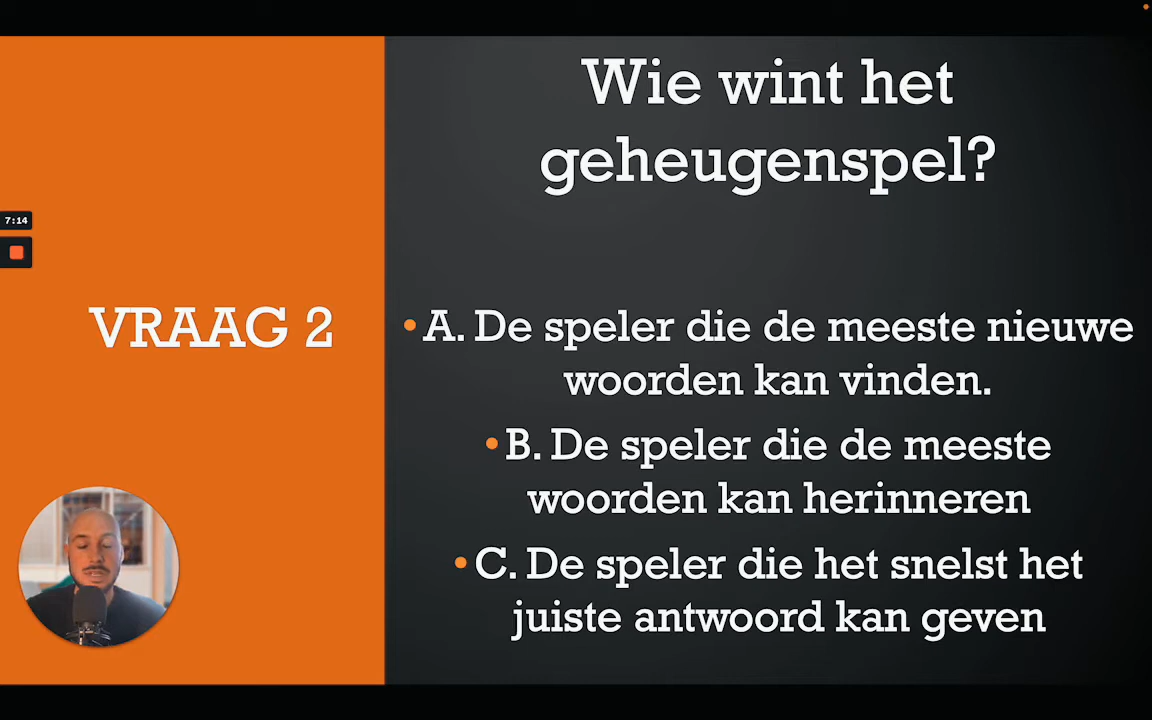 Wie wint het
geheugenspel?
7:14
VRAAG 2
• A. De speler die de meeste nieuwe
woorden kan vinden.
• B. De speler die de meeste
woorden kan herinneren
• C. De speler die het snelst het
juiste antwoord kan geven